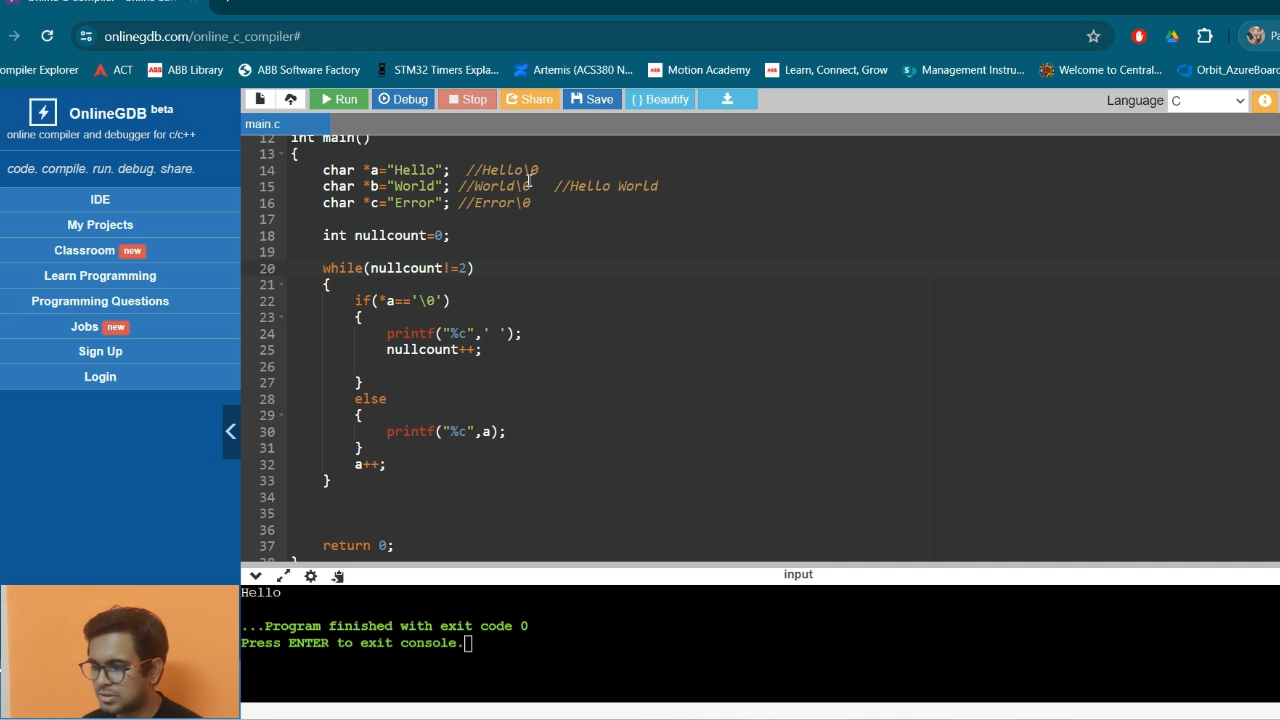 onlinegdb.com/online_c_compiler#
ompiler Explorer ACT ABB Library ABB Software Factory STM32 Timers Expla... Artemis (ACS380 N... Motion Academy Learn, Connect, Grow Management Instru... Welcome to Central... Orbit_AzureBoard
OnlineGDB beta
online compiler and debugger for c/c++
code. compile. run. debug. share.
IDE
My Projects
Classroom new
Learn Programming
Programming Questions
Jobs new
Sign Up
Login
Run Debug Stop Share Save { } Beautify Language C
main.c
12 int main()
13 {
14 char *a="Hello"; //Hello\0
15 char *b="World"; //World\0 //Hello World
16 char *c="Error"; //Error\0
17
18 int nullcount=0;
19
20 while(nullcount!=2)
21 {
22 if(*a=='\0')
23 {
24 printf("%c",' ');
25 nullcount++;
26
27 }
28 else
29 {
30 printf("%c",a);
31 }
32 a++;
33 }
34
35
36
37 return 0;
38 }
input
Hello
...Program finished with exit code 0
Press ENTER to exit console.